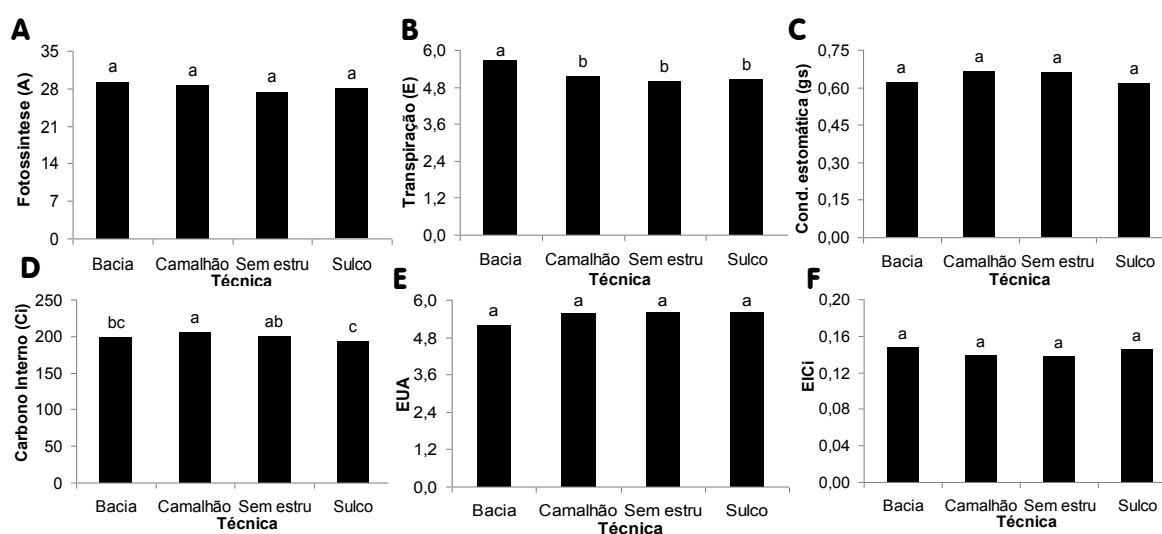 A
Fotossíntese (A)
35
28
21
14
7
0
a a a a
Bacia Camalhão Sem estru Sulco
Técnica
B
Transpiração (E)
6,0
4,8
3,6
2,4
1,2
0,0
a b b b
Bacia Camalhão Sem estru Sulco
Técnica
C
Cond. estomática (gs)
0,75
0,60
0,45
0,30
0,15
0,00
a a a a
Bacia Camalhão Sem estru Sulco
Técnica
D
Carbono Interno (Ci)
250
200
150
100
50
0
bc a ab c
Bacia Camalhão Sem estru Sulco
Técnica
E
EUA
6,0
4,8
3,6
2,4
1,2
0,0
a a a a
Bacia Camalhão Sem estru Sulco
Técnica
F
EICi
0,20
0,16
0,12
0,08
0,04
0,00
a a a a
Bacia Camalhão Sem estru Sulco
Técnica